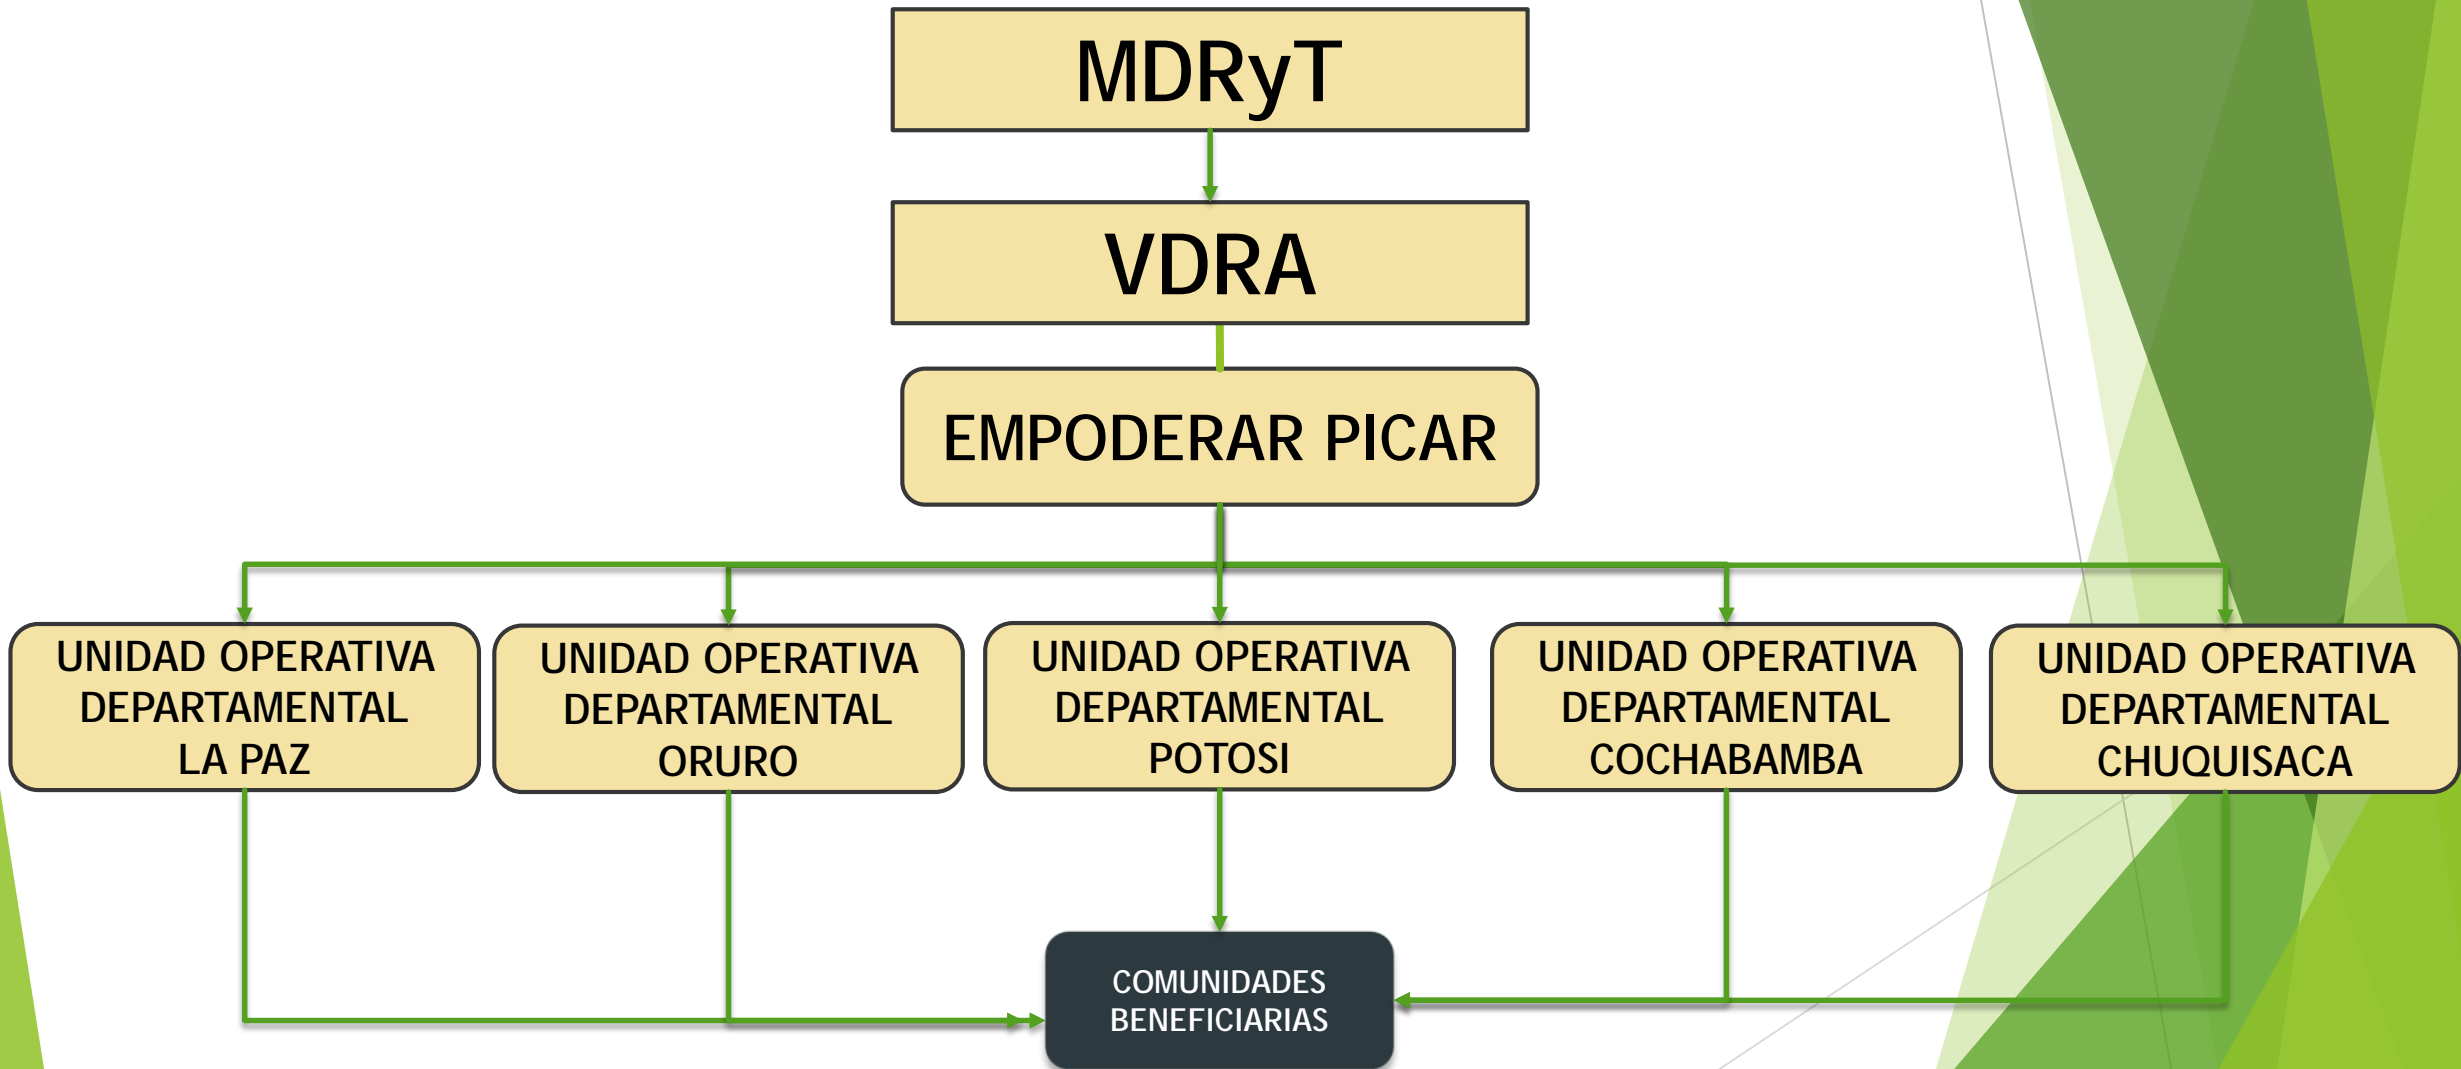 MDRyT
VDRA
EMPODERAR PICAR
UNIDAD OPERATIVA
DEPARTAMENTAL
LA PAZ
UNIDAD OPERATIVA
DEPARTAMENTAL
ORURO
UNIDAD OPERATIVA
DEPARTAMENTAL
POTOSI
UNIDAD OPERATIVA
DEPARTAMENTAL
COCHABAMBA
UNIDAD OPERATIVA
DEPARTAMENTAL
CHUQUISACA
COMUNIDADES
BENEFICIARIAS